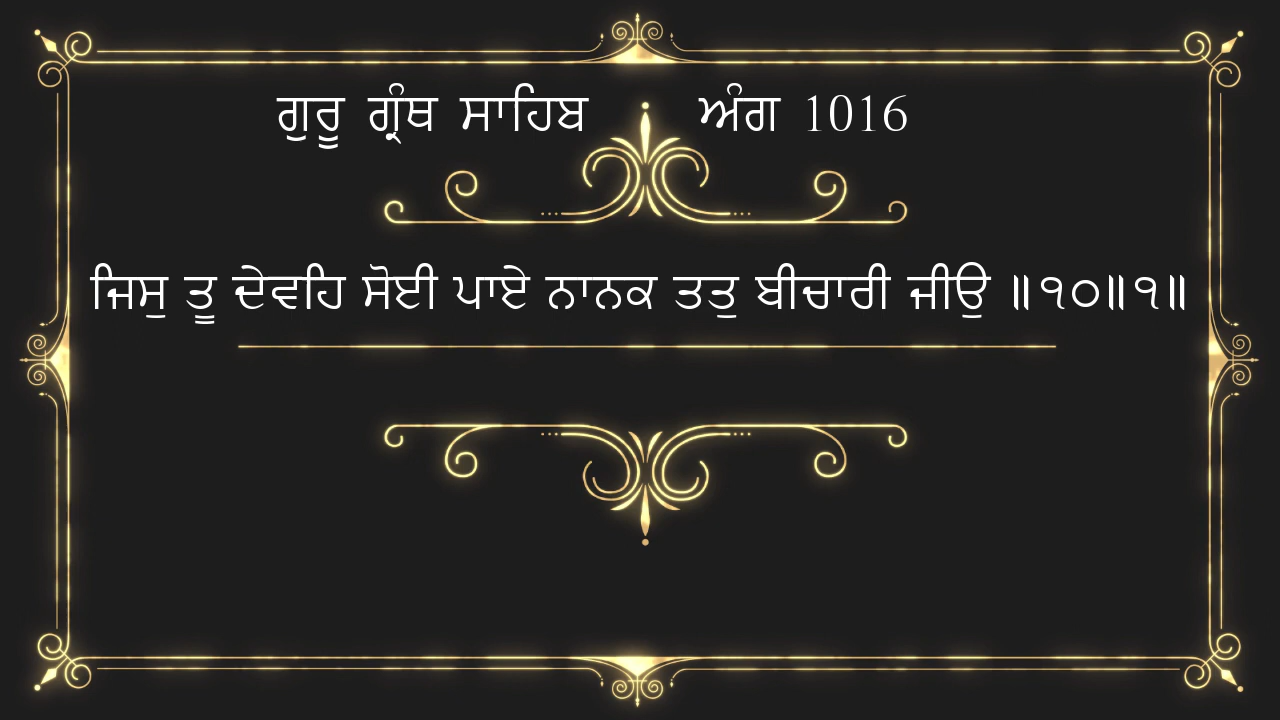 ਗੁਰੂ ਗ੍ਰੰਥ ਸਾਹਿਬ ਅੰਗ 1016
ਜਿਸੁ ਤੂ ਦੇਵਹਿ ਸੋਈ ਪਾਏ ਨਾਨਕ ਤਤੁ ਬੀਚਾਰੀ ਜੀਉ ॥੧੦॥੧॥